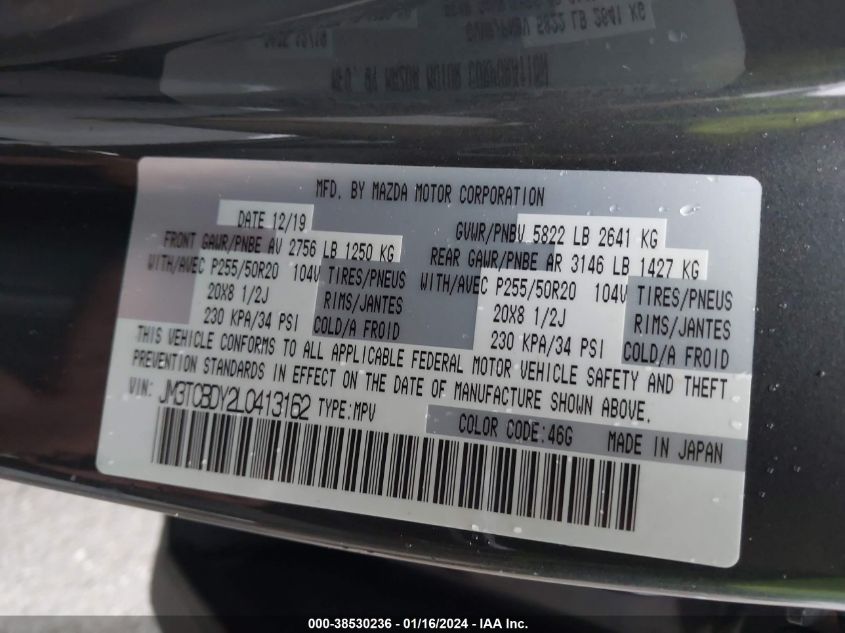 MFD. BY MAZDA MOTOR CORPORATION
DATE 12/19 GVWR/PNBV 5822 LB 2641 KG
FRONT GAWR/PNBE AV 2756 LB 1250 KG REAR GAWR/PNBE AR 3146 LB 1427 KG
WITH/AVEC P255/50R20 104V TIRES/PNEUS WITH/AVEC P255/50R20 104V TIRES/PNEUS
20X8 1/2J RIMS/JANTES 20X8 1/2J RIMS/JANTES
230 KPA/34 PSI COLD/A FROID 230 KPA/34 PSI COLD/A FROID
THIS VEHICLE CONFORMS TO ALL APPLICABLE FEDERAL MOTOR VEHICLE SAFETY AND THEFT
PREVENTION STANDARDS IN EFFECT ON THE DATE OF MANUFACTURE SHOWN ABOVE.
VIN: JM3TCBDY2L0413162 TYPE:MPV
COLOR CODE:46G MADE IN JAPAN
000-38530236 - 01/16/2024 - IAA Inc.